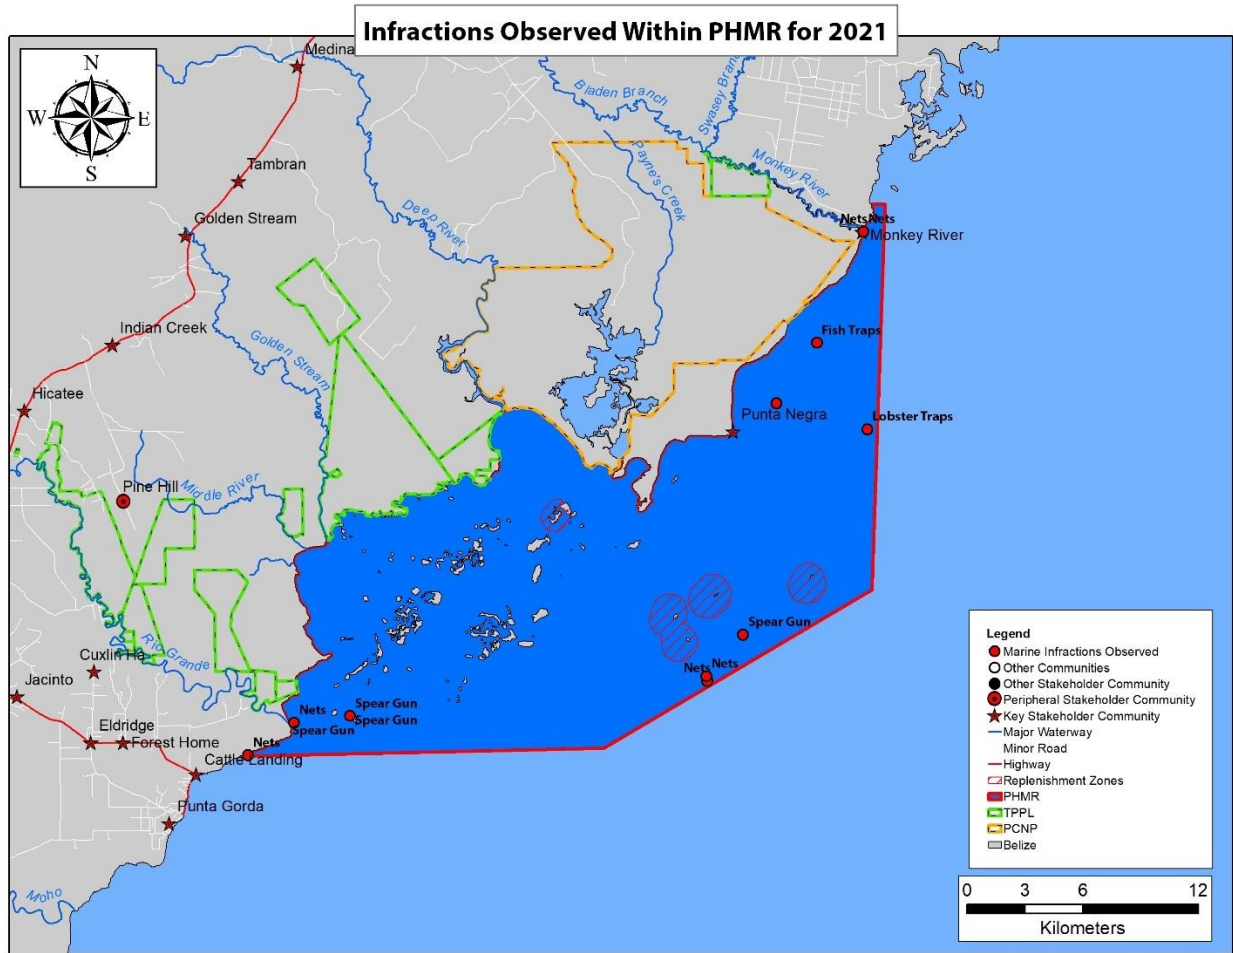 Infractions Observed Within PHMR for 2021
N
W
E
S
Medina
Bladen Branch
Swasey Branc
Tambran
Payne's Creek
Monkey River
Deep River
Golden Stream
NetsNets
Monkey River
Indian Creek
Fish Traps
Golden Stream
Hicatee
Punta Negra
Lobster Traps
Pine Hill
Middle River
Rio Grande
Spear Gun
Cuxlin Ha
Nets
Nets
Jacinto
Spear Gun
Nets
Spear Gun
Spear Gun
Eldridge
Forest Home
Nets
Cattle Landing
Punta Gorda
Moho
Legend
Marine Infractions Observed
Other Communities
Other Stakeholder Community
Peripheral Stakeholder Community
Key Stakeholder Community
Major Waterway
Minor Road
Highway
Replenishment Zones
PHMR
TPPL
PCNP
Belize
0 3 6 12
Kilometers